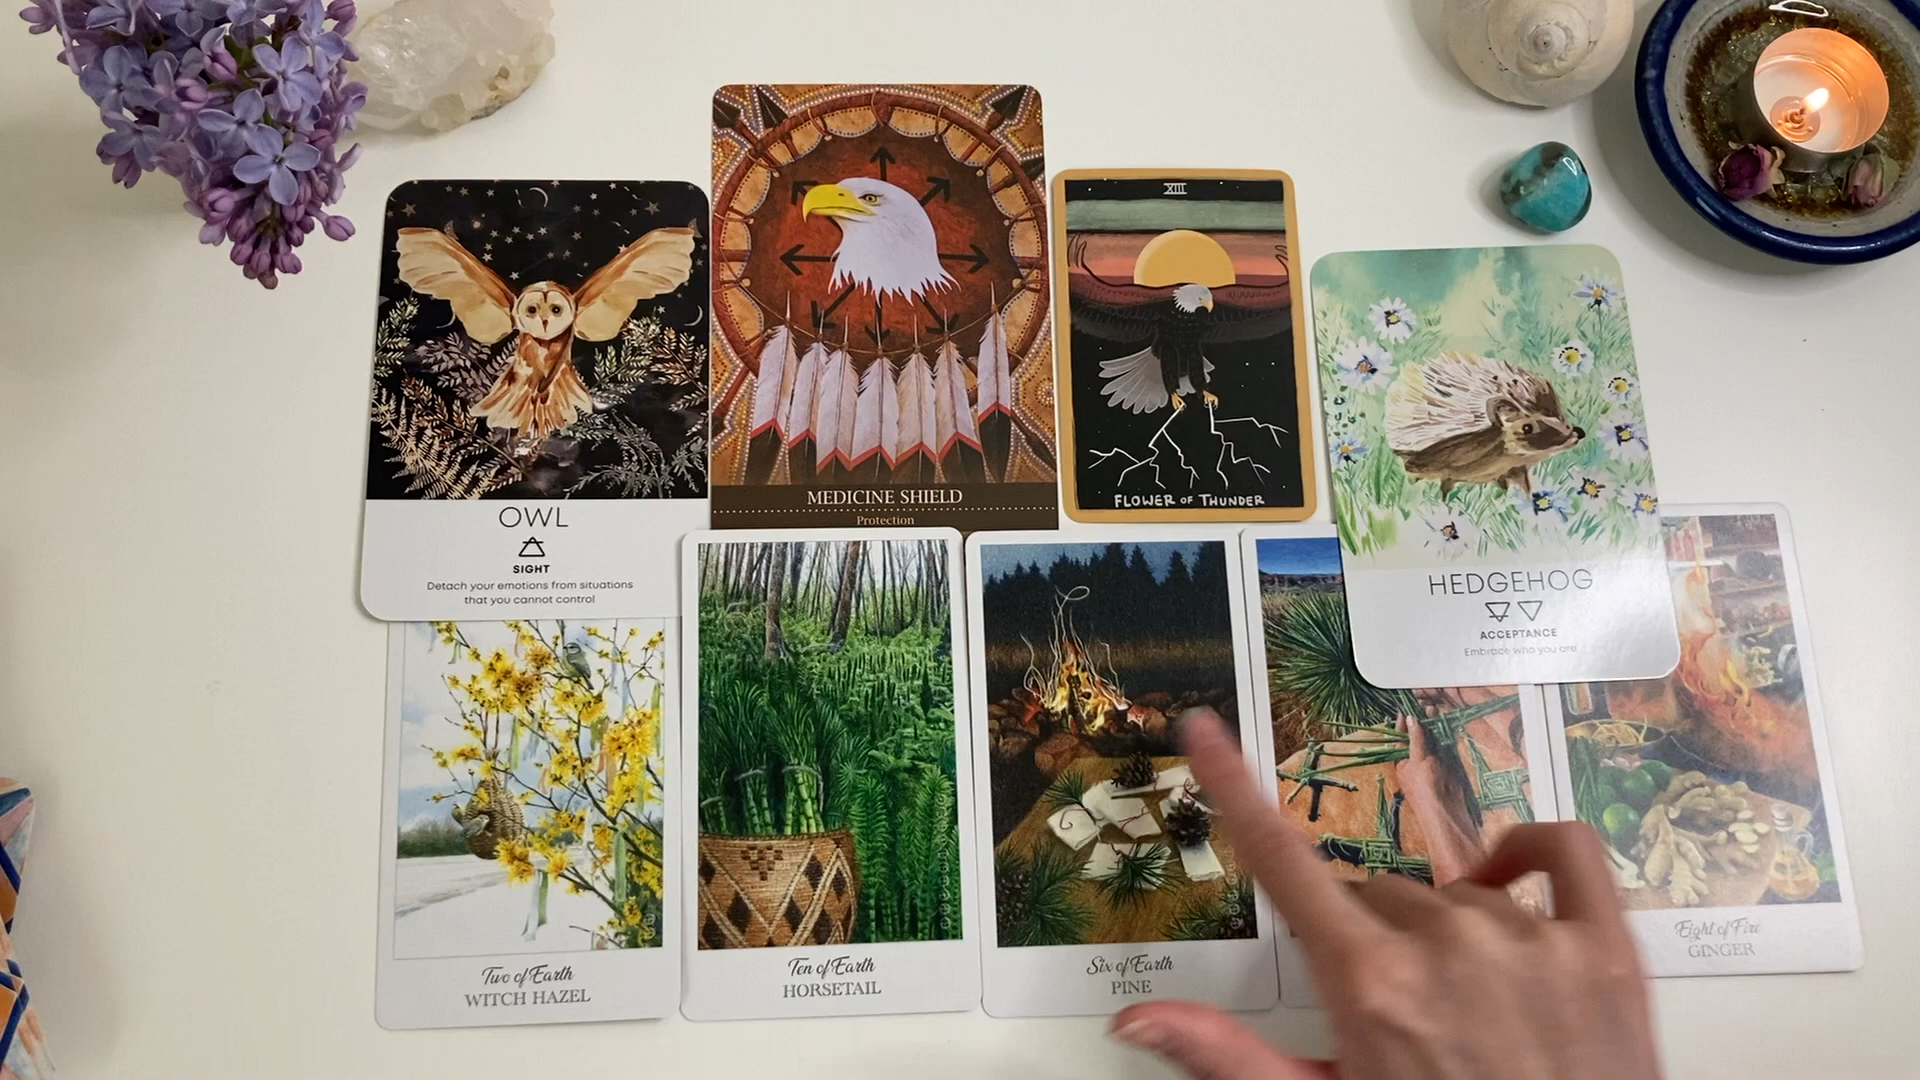 XIII
MEDICINE SHIELD
Protection
FLOWER OF THUNDER
OWL
SIGHT
Detach your emotions from situations
that you cannot control
HEDGEHOG
ACCEPTANCE
Embrace who you are
Two of Earth
WITCH HAZEL
Ten of Earth
HORSETAIL
Six of Earth
PINE
Eight of Fire
GINGER